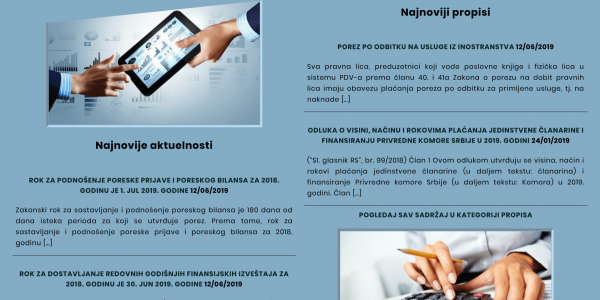 Najnovije aktuelnosti
ROK ZA PODNOŠENJE PORESKE PRIJAVE I PORESKOG BILANSA ZA 2018.
GODINU JE 1. JUL 2019. GODINE 12/06/2019
Zakonski rok za sastavljanje i podnošenje poreskog bilansa je 180 dana od
dana isteka perioda za koji se utvrđuje porez. Prema tome, rok za
sastavljanje i podnošenje poreske prijave i poreskog bilansa za 2018.
godinu [...]
ROK ZA DOSTAVLJANJE REDOVNIH GODIŠNJIH FINANSIJSKIH IZVEŠTAJA ZA
2018. GODINU JE 30. JUN 2019. GODINE 12/06/2019
Najnoviji propisi
POREZ PO ODBITKU NA USLUGE IZ INOSTRANSTVA 12/06/2019
Sva pravna lica, preduzetnici koji vode poslovne knjige i fizička lica u
sistemu PDV-a prema članu 40. i 41a Zakona o porezu na dobit pravnih
lica imaju obavezu plaćanja poreza po odbitku za primljene usluge, tj. na
naknade [...]
ODLUKA O VISINI, NAČINU I ROKOVIMA PLAĆANJA JEDINSTVENE ČLANARINE I
FINANSIRANJU PRIVREDNE KOMORE SRBIJE U 2019. GODINI 24/01/2019
("Sl. glasnik RS", br. 99/2018) Član 1 Ovom odlukom utvrđuju se visina, način i
rokovi plaćanja jedinstvene članarine (u daljem tekstu: članarina) i
finansiranje Privredne komore Srbije (u daljem tekstu: Komora) u 2019.
godini. Član [...]
POGLEDAJ SAV SADRŽAJ U KATEGORIJI PROPISA